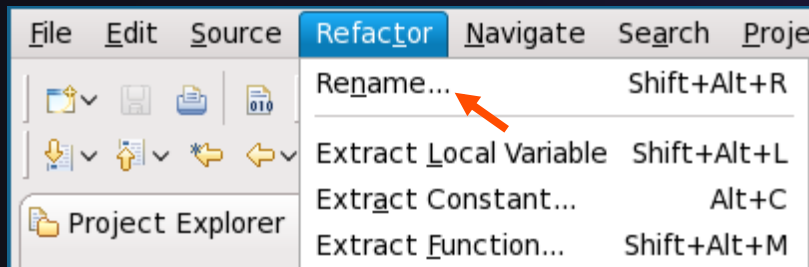 File Edit Source Refactor Navigate Search Proje
Rename... Shift+Alt+R
010
Extract Local Variable Shift+Alt+L
Extract Constant... Alt+C
Project Explorer
Extract Function... Shift+Alt+M